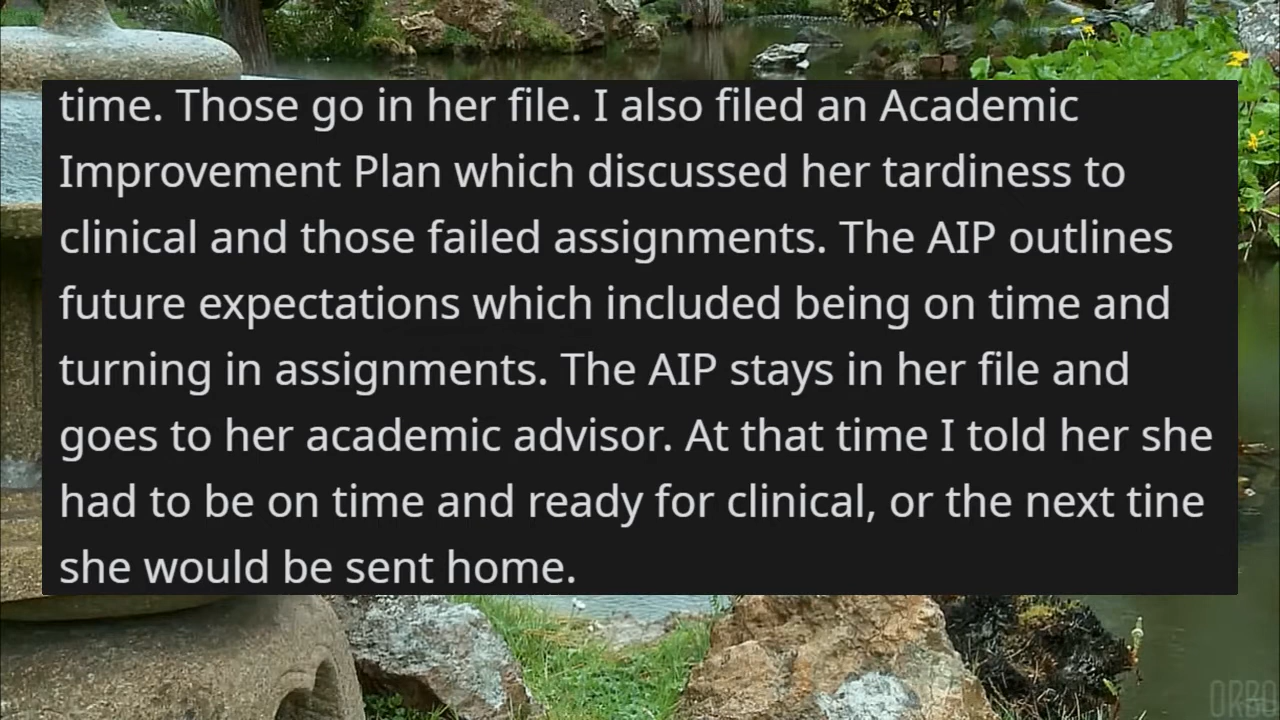 time. Those go in her file. I also filed an Academic
Improvement Plan which discussed her tardiness to
clinical and those failed assignments. The AIP outlines
future expectations which included being on time and
turning in assignments. The AIP stays in her file and
goes to her academic advisor. At that time I told her she
had to be on time and ready for clinical, or the next tine
she would be sent home.
ORBO